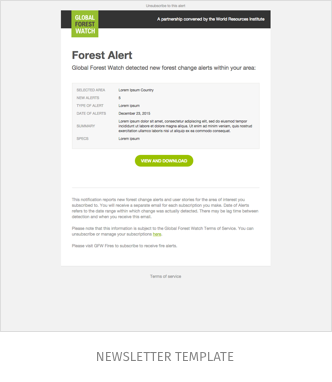 Unsubscribe to this alert
GLOBAL
FOREST
WATCH
A partnership convened by the World Resources Institute
Forest Alert
Global Forest Watch detected new forest change alerts within your area:
SELECTED AREA Lorem Ipsum Country
NEW ALERTS 5
TYPE OF ALERT Lorem ipsum
DATE OF ALERTS December 23, 2013
SUMMARY Lorem ipsum dolor sit amet, consectetur adipiscing elit, sed do eiusmod tempor
incididunt ut labore et dolore magna aliqua. Ut enim ad minim veniam, quis nostrud
exercitation ullamco laboris nisi ut aliquip ex ea commodo consequat.
SPECS Lorem ipsum
VIEW AND DOWNLOAD
This notification reports new forest change alerts and user stories for the area of interest you
subscribed to. You will receive a separate email for each subscription you make. Date of Alerts
refers to the date range within which change was actually detected. There may be lag time between
detection and when you receive this email.
Please note that this information is subject to the Global Forest Watch Terms of Service. You can
unsubscribe or manage your subscriptions here.
Please visit GFW Fires to subscribe to receive fire alerts.
Terms of service
NEWSLETTER TEMPLATE